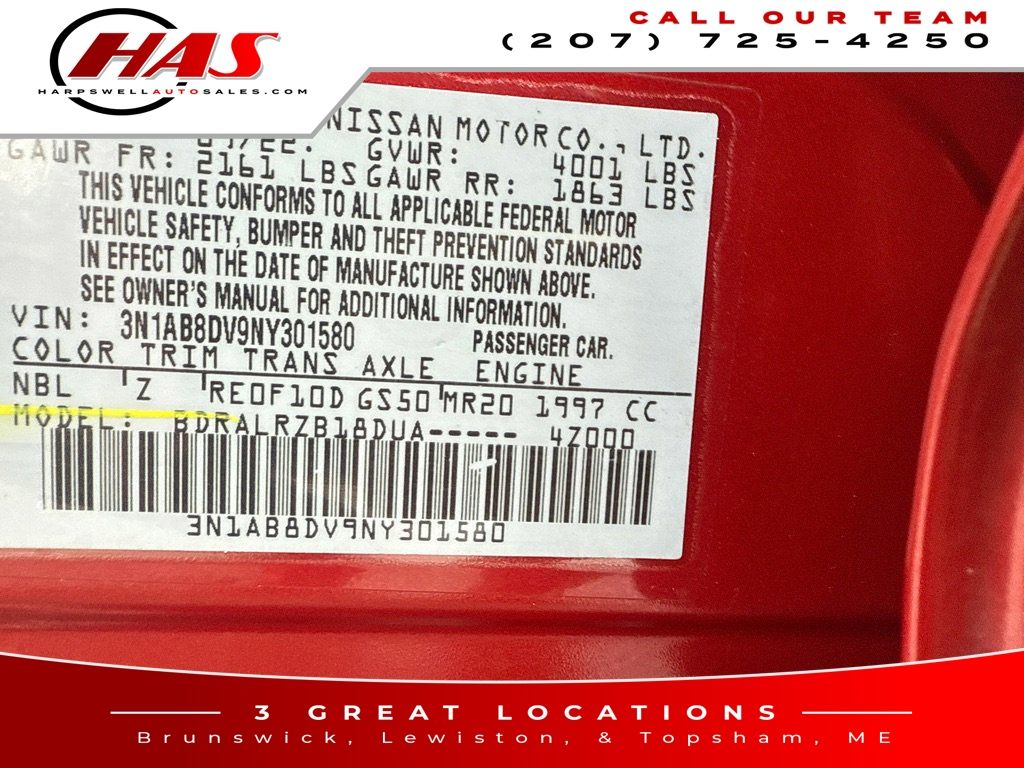 HAS
HARPSWELLAUTOSALES.COM
CALL OUR TEAM
(207) 725-4250
NISSAN MOTOR CO., LTD.
GVWR: 4001 LBS
GAWR FR: 2161 LBS GAWR RR: 1863 LBS
THIS VEHICLE CONFORMS TO ALL APPLICABLE FEDERAL MOTOR
VEHICLE SAFETY, BUMPER AND THEFT PREVENTION STANDARDS
IN EFFECT ON THE DATE OF MANUFACTURE SHOWN ABOVE.
SEE OWNER'S MANUAL FOR ADDITIONAL INFORMATION.
VIN: 3N1AB8DV9NY301580 PASSENGER CAR.
COLOR TRIM TRANS AXLE ENGINE
NBL Z RE0F10D GS50 MR20 1997 CC
MODEL: BDRALRZB18DUA----- 4Z000
3N1AB8DV9NY301580
3 GREAT LOCATIONS
Brunswick, Lewiston, & Topsham, ME